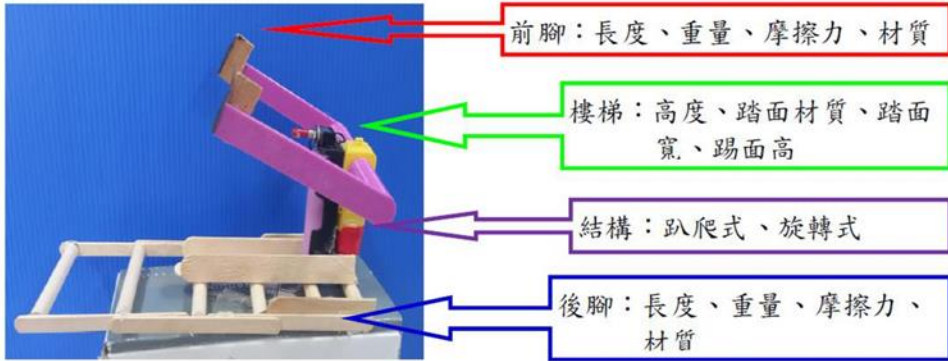 前腳：長度、重量、摩擦力、材質
樓梯：高度、踏面材質、踏面
寬、踢面高
結構：趴爬式、旋轉式
後腳：長度、重量、摩擦力、
材質